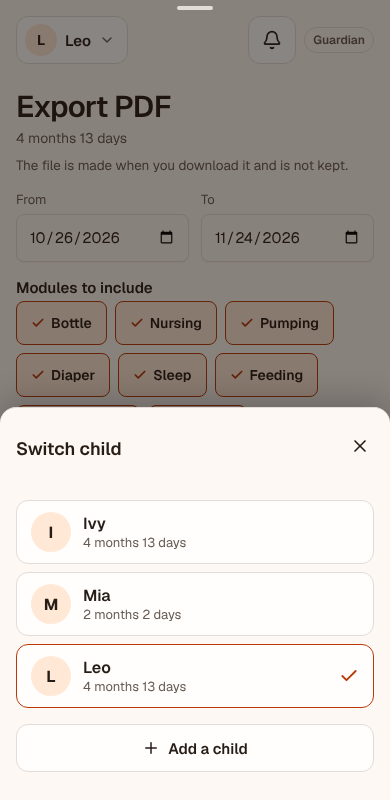 L Leo
Guardian
Export PDF
4 months 13 days
The file is made when you download it and is not kept.
From To
10/26/2026 11/24/2026
Modules to include
Bottle Nursing Pumping
Diaper Sleep Feeding
Switch child
I Ivy
4 months 13 days
M Mia
2 months 2 days
L Leo
4 months 13 days
Add a child